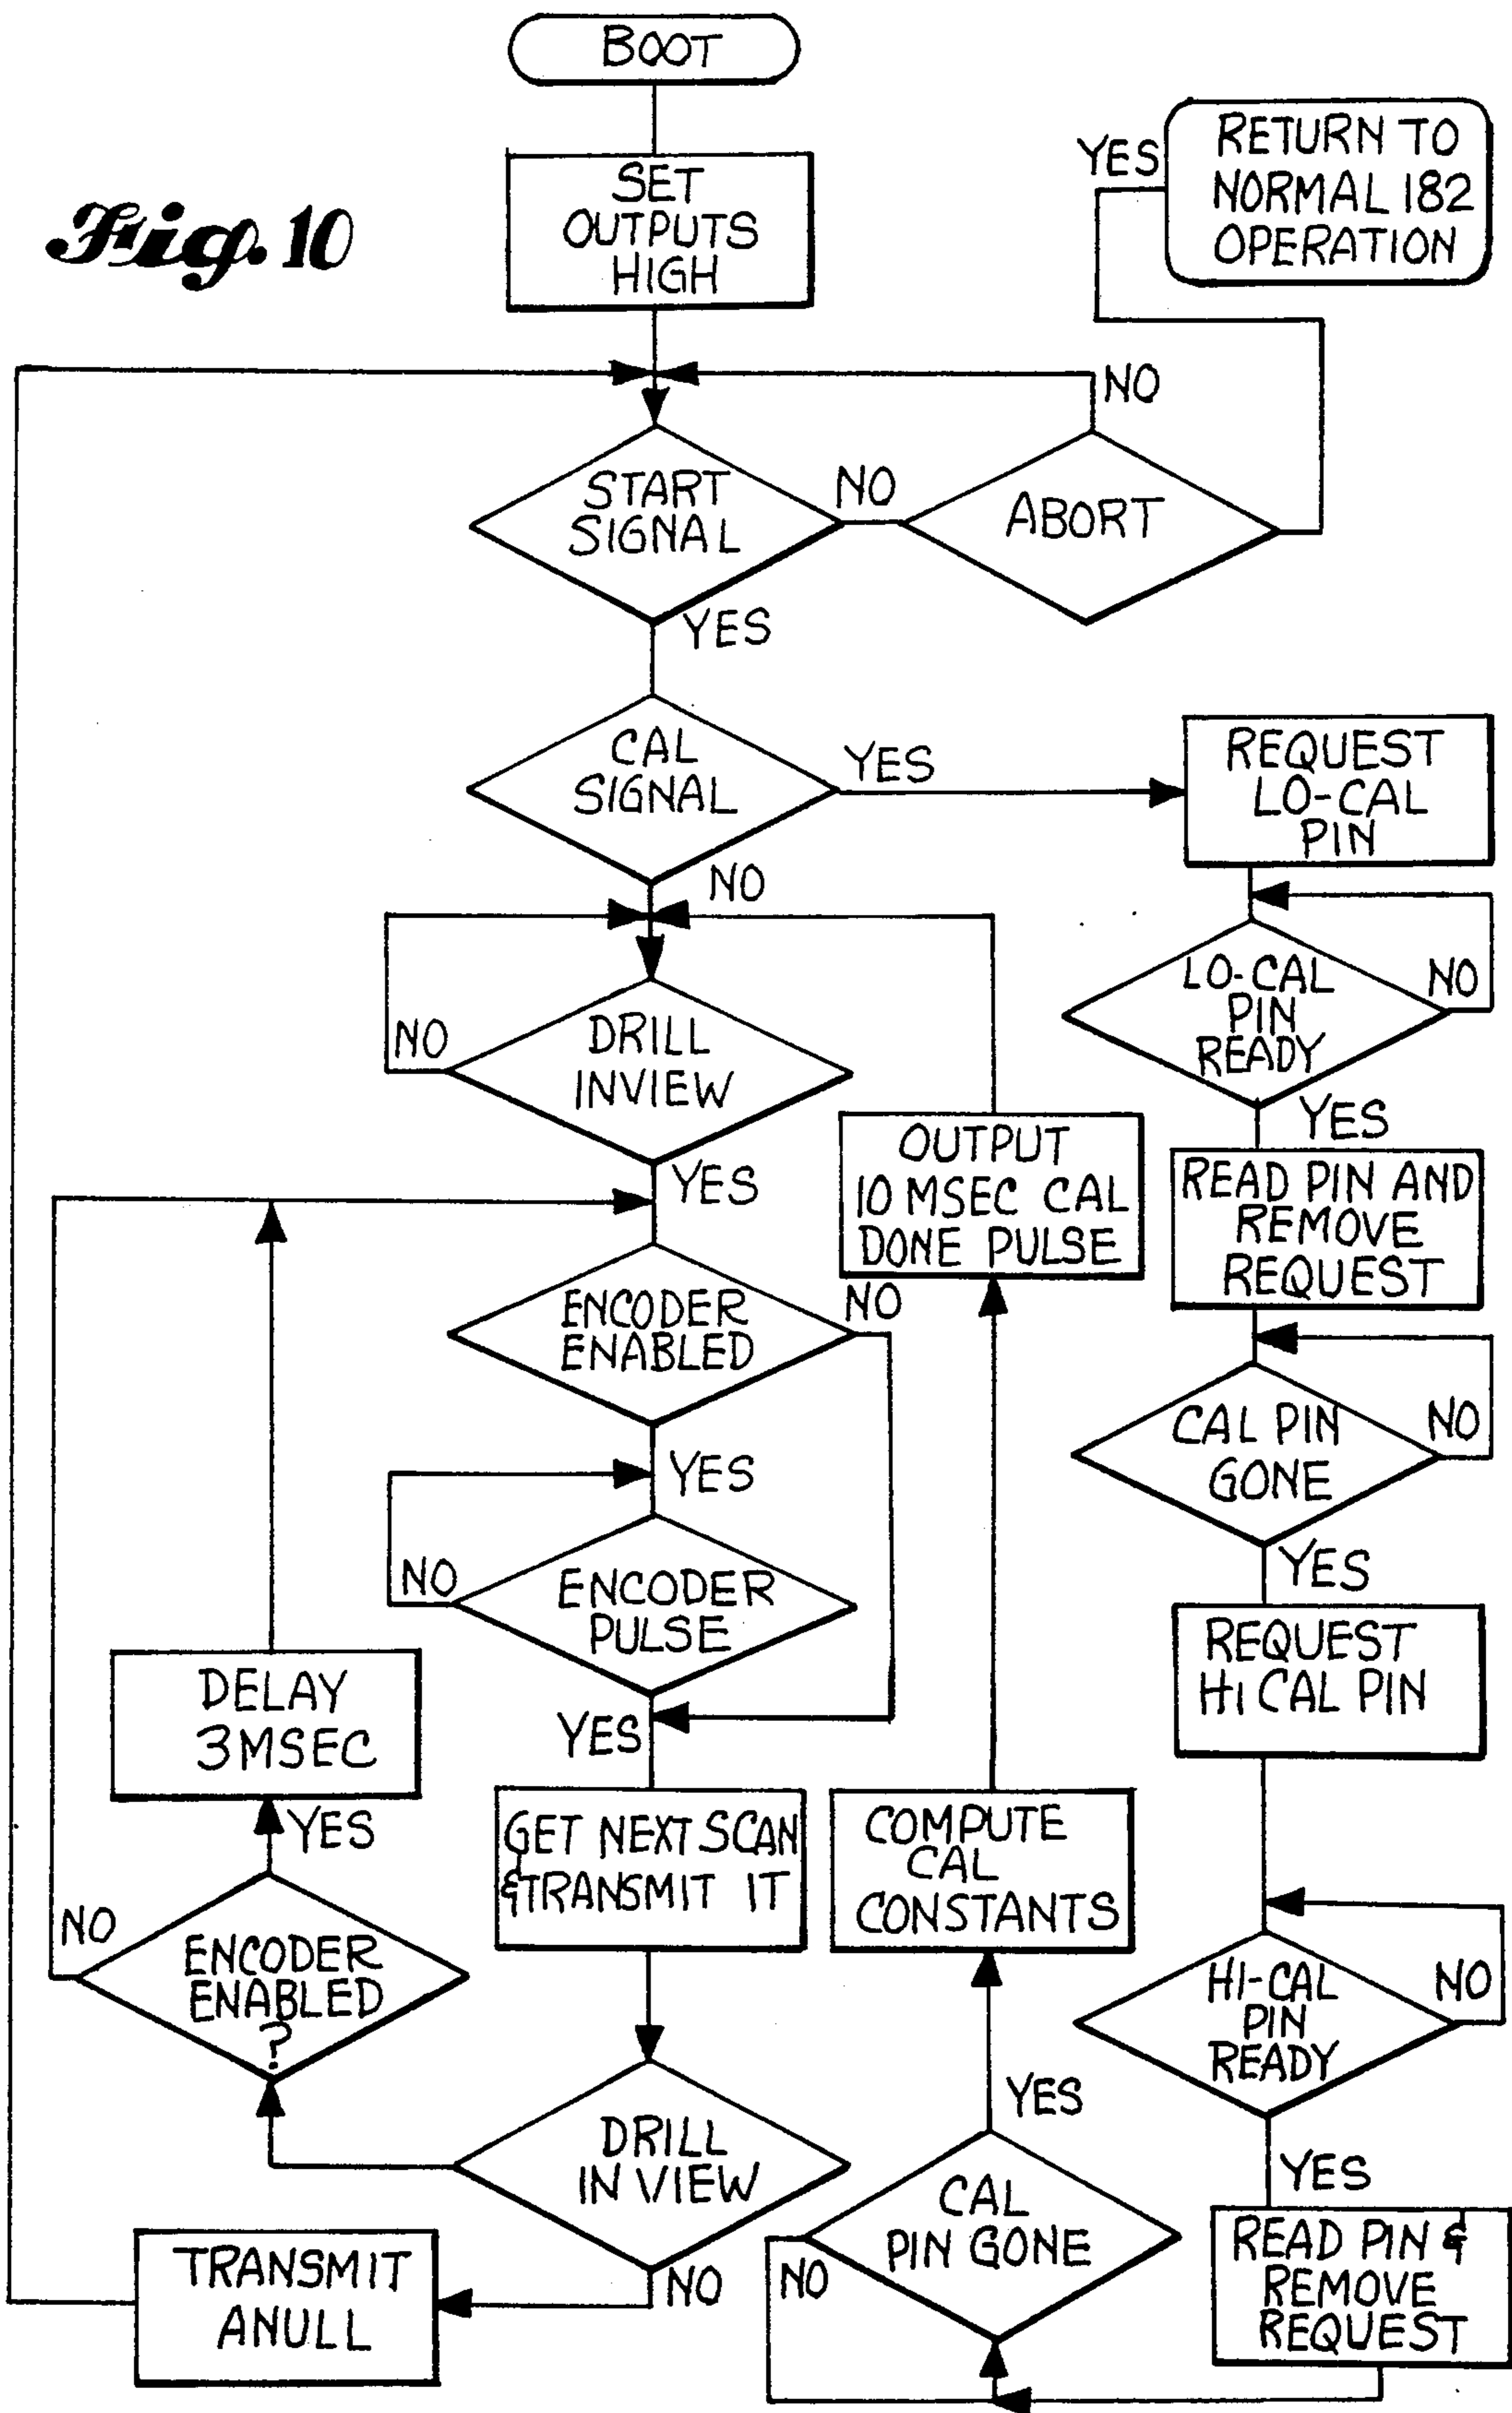 BOOT
SET
OUTPUTS
HIGH
Fig. 10
YES
RETURN TO
NORMAL 182
OPERATION
NO
START
SIGNAL
NO
ABORT
YES
CAL
SIGNAL
YES
REQUEST
LO-CAL
PIN
NO
DRILL
INVIEW
NO
LO-CAL
PIN
READY
NO
YES
YES
OUTPUT
10 MSEC CAL
DONE PULSE
READ PIN AND
REMOVE
REQUEST
ENCODER
ENABLED
NO
YES
CAL PIN
GONE
NO
YES
ENCODER
PULSE
NO
YES
REQUEST
Hi CAL PIN
DELAY
3 MSEC
YES
GET NEXT SCAN
& TRANSMIT IT
COMPUTE
CAL
CONSTANTS
NO
ENCODER
ENABLED
?
HI-CAL
PIN
READY
NO
YES
YES
DRILL
IN VIEW
NO
CAL
PIN GONE
NO
READ PIN &
REMOVE
REQUEST
TRANSMIT
ANULL